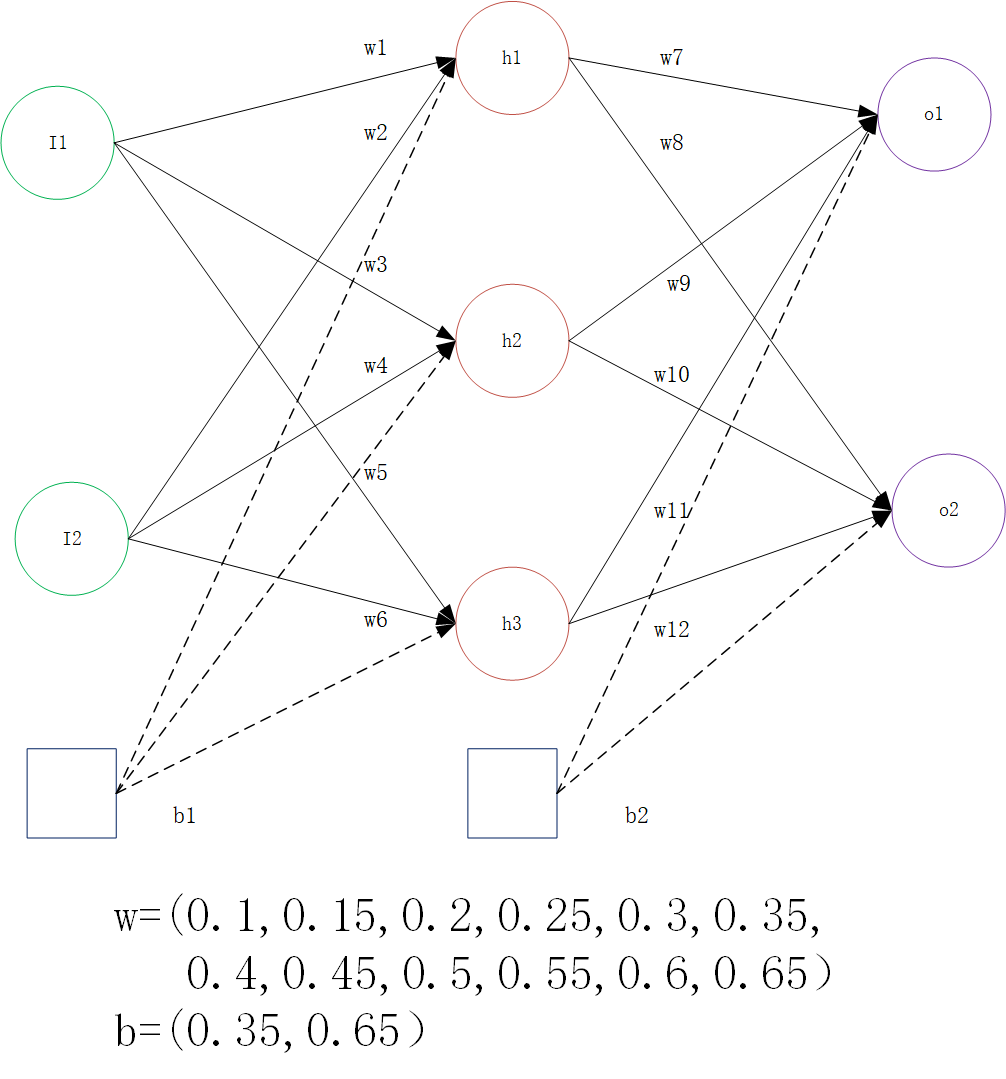 w1
h1
w7
o1
I1
w2
w8
w3
w9
h2
w4
w10
w5
w11
o2
I2
w6
h3
w12
b1
b2
w=(0.1,0.15,0.2,0.25,0.3,0.35,
0.4,0.45,0.5,0.55,0.6,0.65)
b=(0.35,0.65)